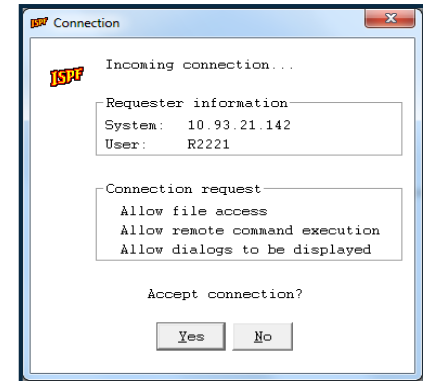 ISPF Connection
Incoming connection...
ISPF
Requester information
System: 10.93.21.142
User: R2221
Connection request
Allow file access
Allow remote command execution
Allow dialogs to be displayed
Accept connection?
Yes No